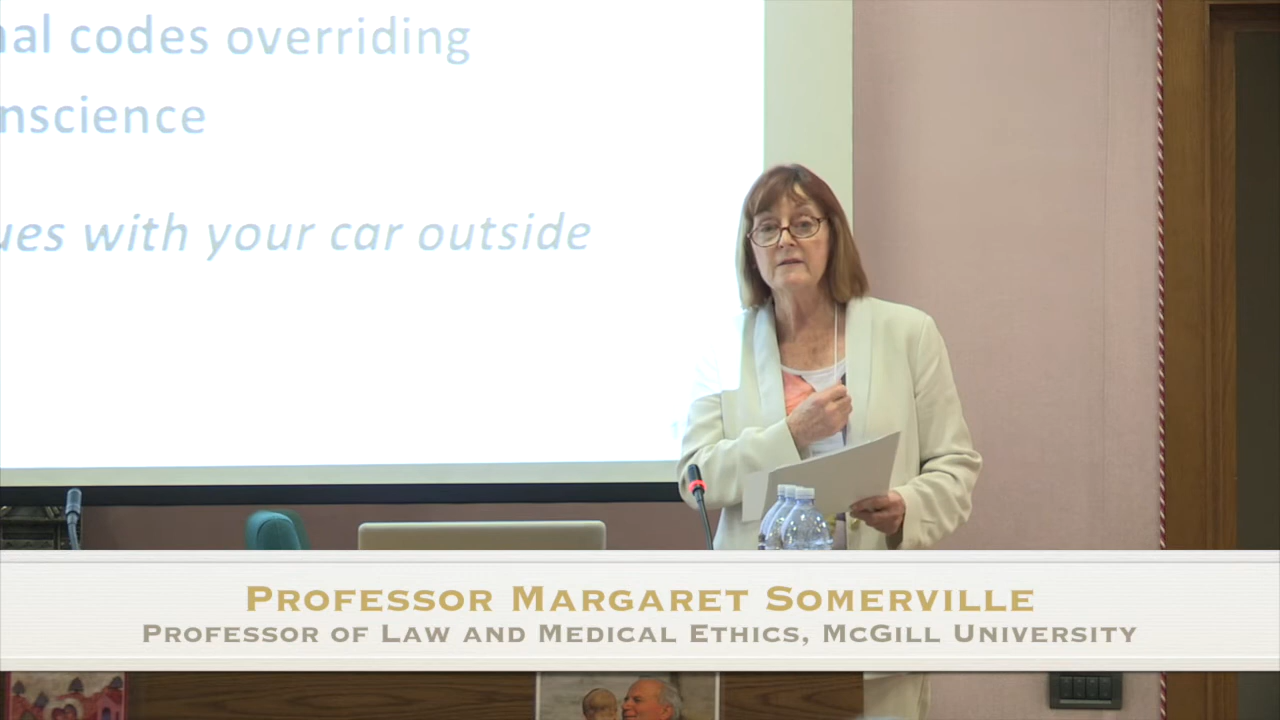 nal codes overriding
nscience
ues with your car outside
Professor Margaret Somerville
Professor of Law and Medical Ethics, McGill University